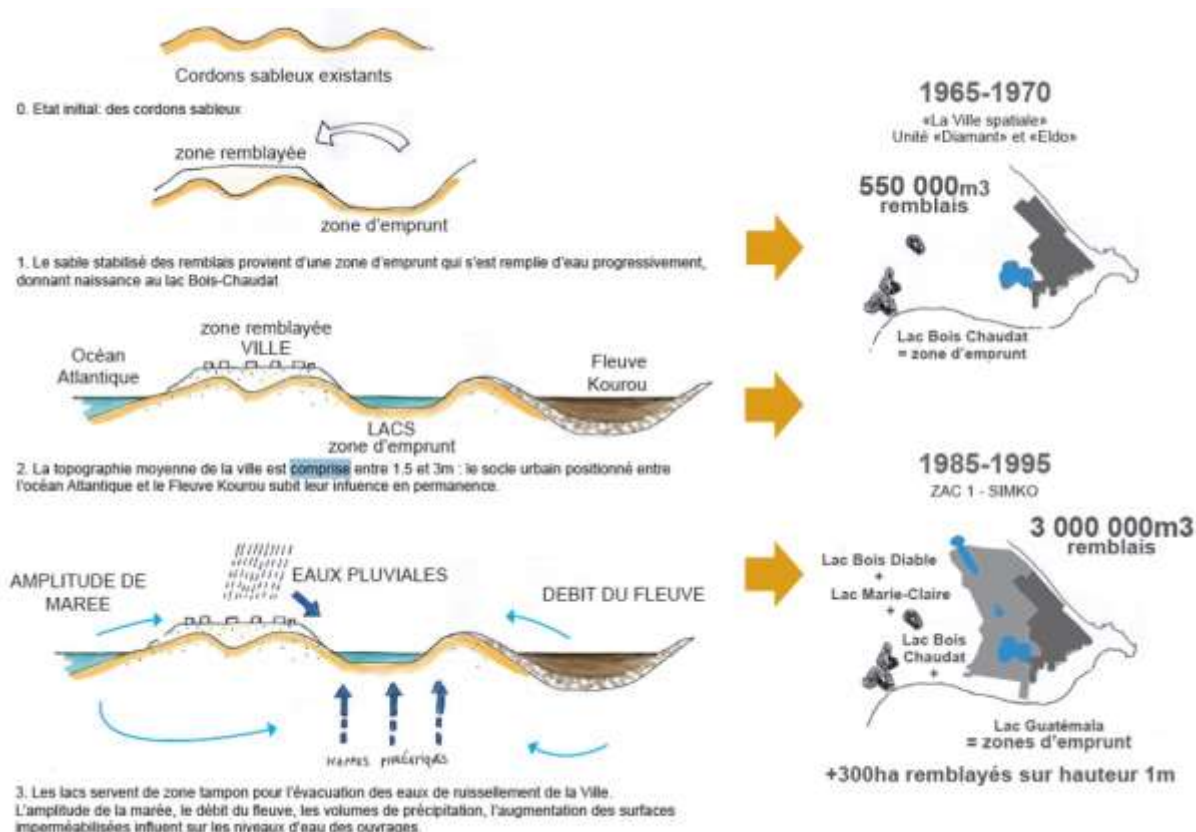 Cordons sableux existants
0. Etat initial: des cordons sableux
zone remblayée
zone d'emprunt
1. Le sable stabilisé des remblais provient d'une zone d'emprunt qui s'est remplie d'eau progressivement,
donnant naissance au lac Bois-Chaudat
zone remblayée
VILLE
Océan
Atlantique
Fleuve
Kourou
LACS
zone d'emprunt
2. La topographie moyenne de la ville est comprise entre 1.5 et 3m : le socle urbain positionné entre
l'océan Atlantique et le Fleuve Kourou subit leur infuence en permanence.
AMPLITUDE DE
MAREE
EAUX PLUVIALES
DEBIT DU FLEUVE
NAPPES PHRÉATIQUES
3. Les lacs servent de zone tampon pour l'évacuation des eaux de ruissellement de la Ville.
L'amplitude de la marée, le débit du fleuve, les volumes de précipitation, l'augmentation des surfaces
imperméabilisées influent sur les niveaux d'eau des ouvrages.
1965-1970
«La Ville spatiale»
Unité «Diamant» et «Eldo»
550 000m3
remblais
Lac Bois Chaudat
= zone d'emprunt
1985-1995
ZAC 1 - SIMKO
3 000 000m3
remblais
Lac Bois Diable
+
Lac Marie-Claire
+
Lac Bois
Chaudat
+
Lac Guatémala
= zones d'emprunt
+300ha remblayés sur hauteur 1m